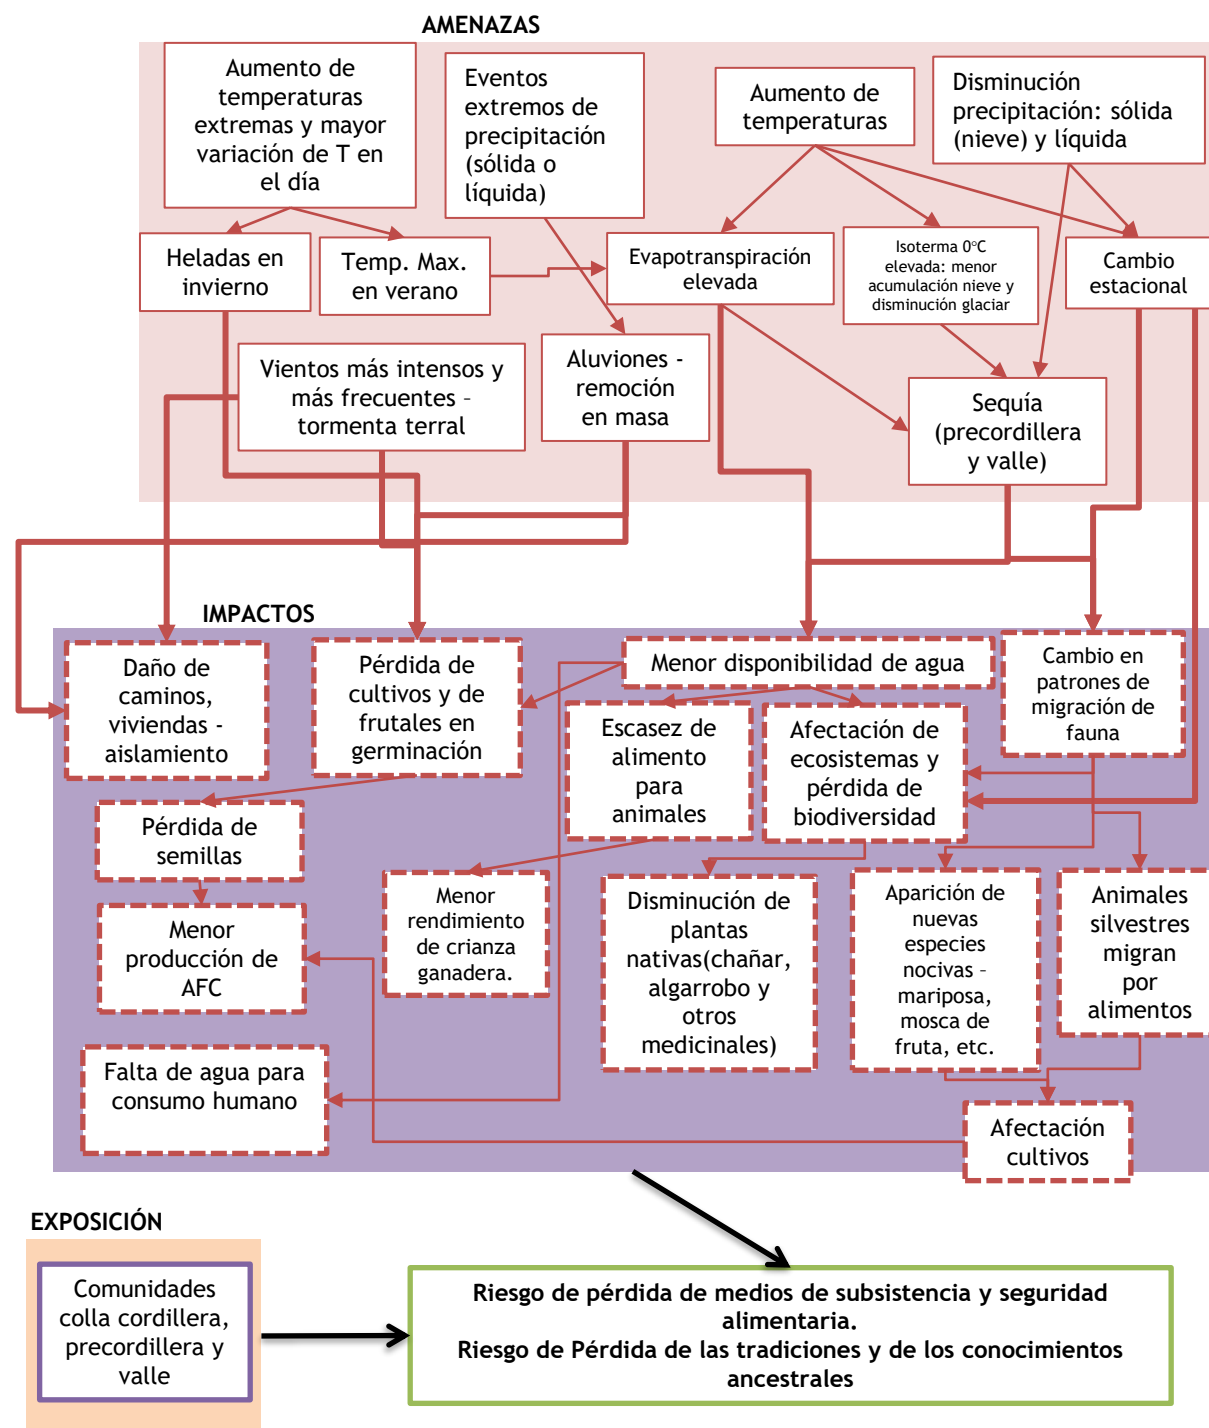 AMENAZAS
Aumento de
temperaturas
extremas y mayor
variación de T en
el día
Eventos
extremos de
precipitación
(sólida o
líquida)
Aumento de
temperaturas
Disminución
precipitación: sólida
(nieve) y líquida
Heladas en
invierno
Temp. Max.
en verano
Evapotranspiración
elevada
Isoterma 0°C
elevada: menor
acumulación nieve y
disminución glaciar
Cambio
estacional
Vientos más intensos y
más frecuentes –
tormenta terral
Aluviones -
remoción
en masa
Sequía
(precordillera
y valle)
IMPACTOS
Daño de
caminos,
viviendas -
aislamiento
Pérdida de
cultivos y de
frutales en
germinación
Menor disponibilidad de agua
Cambio en
patrones de
migración de
fauna
Escasez de
alimento
para
animales
Afectación de
ecosistemas y
pérdida de
biodiversidad
Pérdida de
semillas
Menor
producción de
AFC
Menor
rendimiento
de crianza
ganadera.
Disminución de
plantas
nativas(chañar,
algarrobo y
otros
medicinales)
Aparición de
nuevas
especies
nocivas –
mariposa,
mosca de
fruta, etc.
Animales
silvestres
migran
por
alimentos
Falta de agua para
consumo humano
Afectación
cultivos
EXPOSICIÓN
Comunidades
colla cordillera,
precordillera y
valle
Riesgo de pérdida de medios de subsistencia y seguridad
alimentaria.
Riesgo de Pérdida de las tradiciones y de los conocimientos
ancestrales